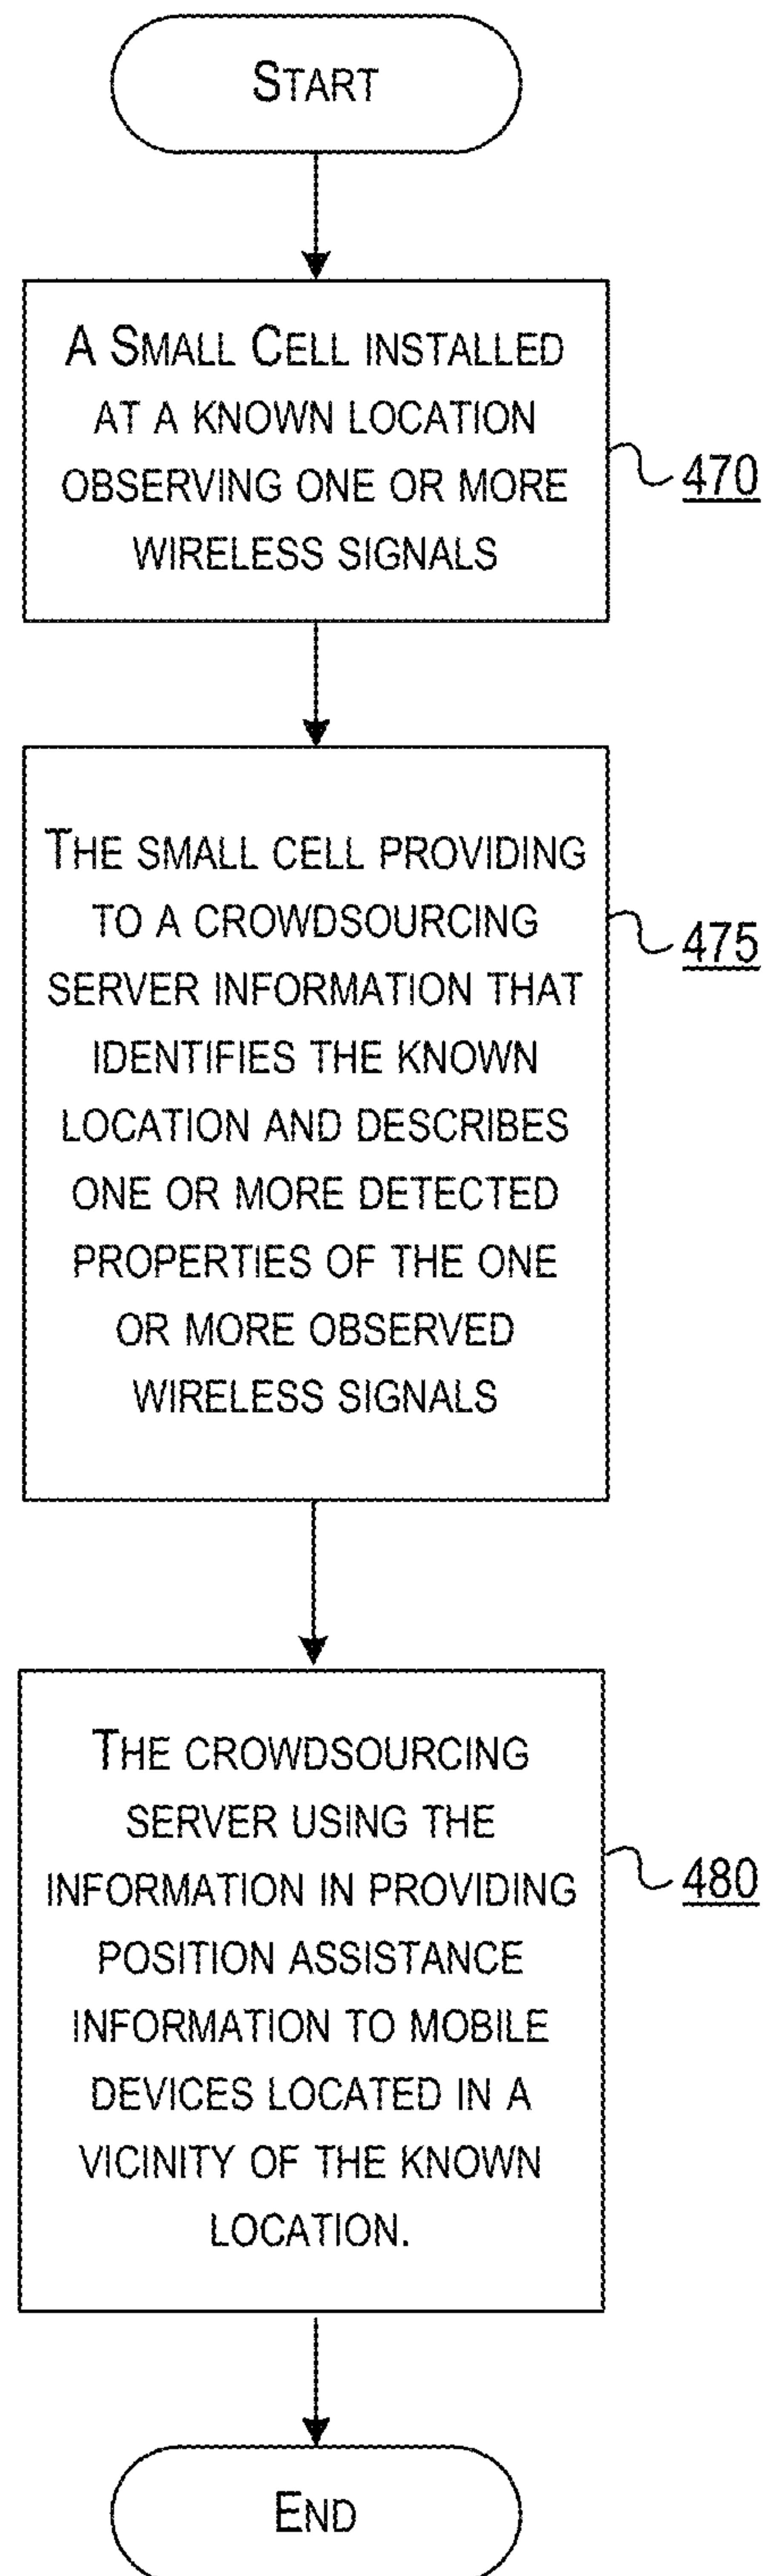 START
A SMALL CELL INSTALLED
AT A KNOWN LOCATION
OBSERVING ONE OR MORE
WIRELESS SIGNALS
470
THE SMALL CELL PROVIDING
TO A CROWDSOURCING
SERVER INFORMATION THAT
IDENTIFIES THE KNOWN
LOCATION AND DESCRIBES
ONE OR MORE DETECTED
PROPERTIES OF THE ONE
OR MORE OBSERVED
WIRELESS SIGNALS
475
THE CROWDSOURCING
SERVER USING THE
INFORMATION IN PROVIDING
POSITION ASSISTANCE
INFORMATION TO MOBILE
DEVICES LOCATED IN A
VICINITY OF THE KNOWN
LOCATION.
480
END